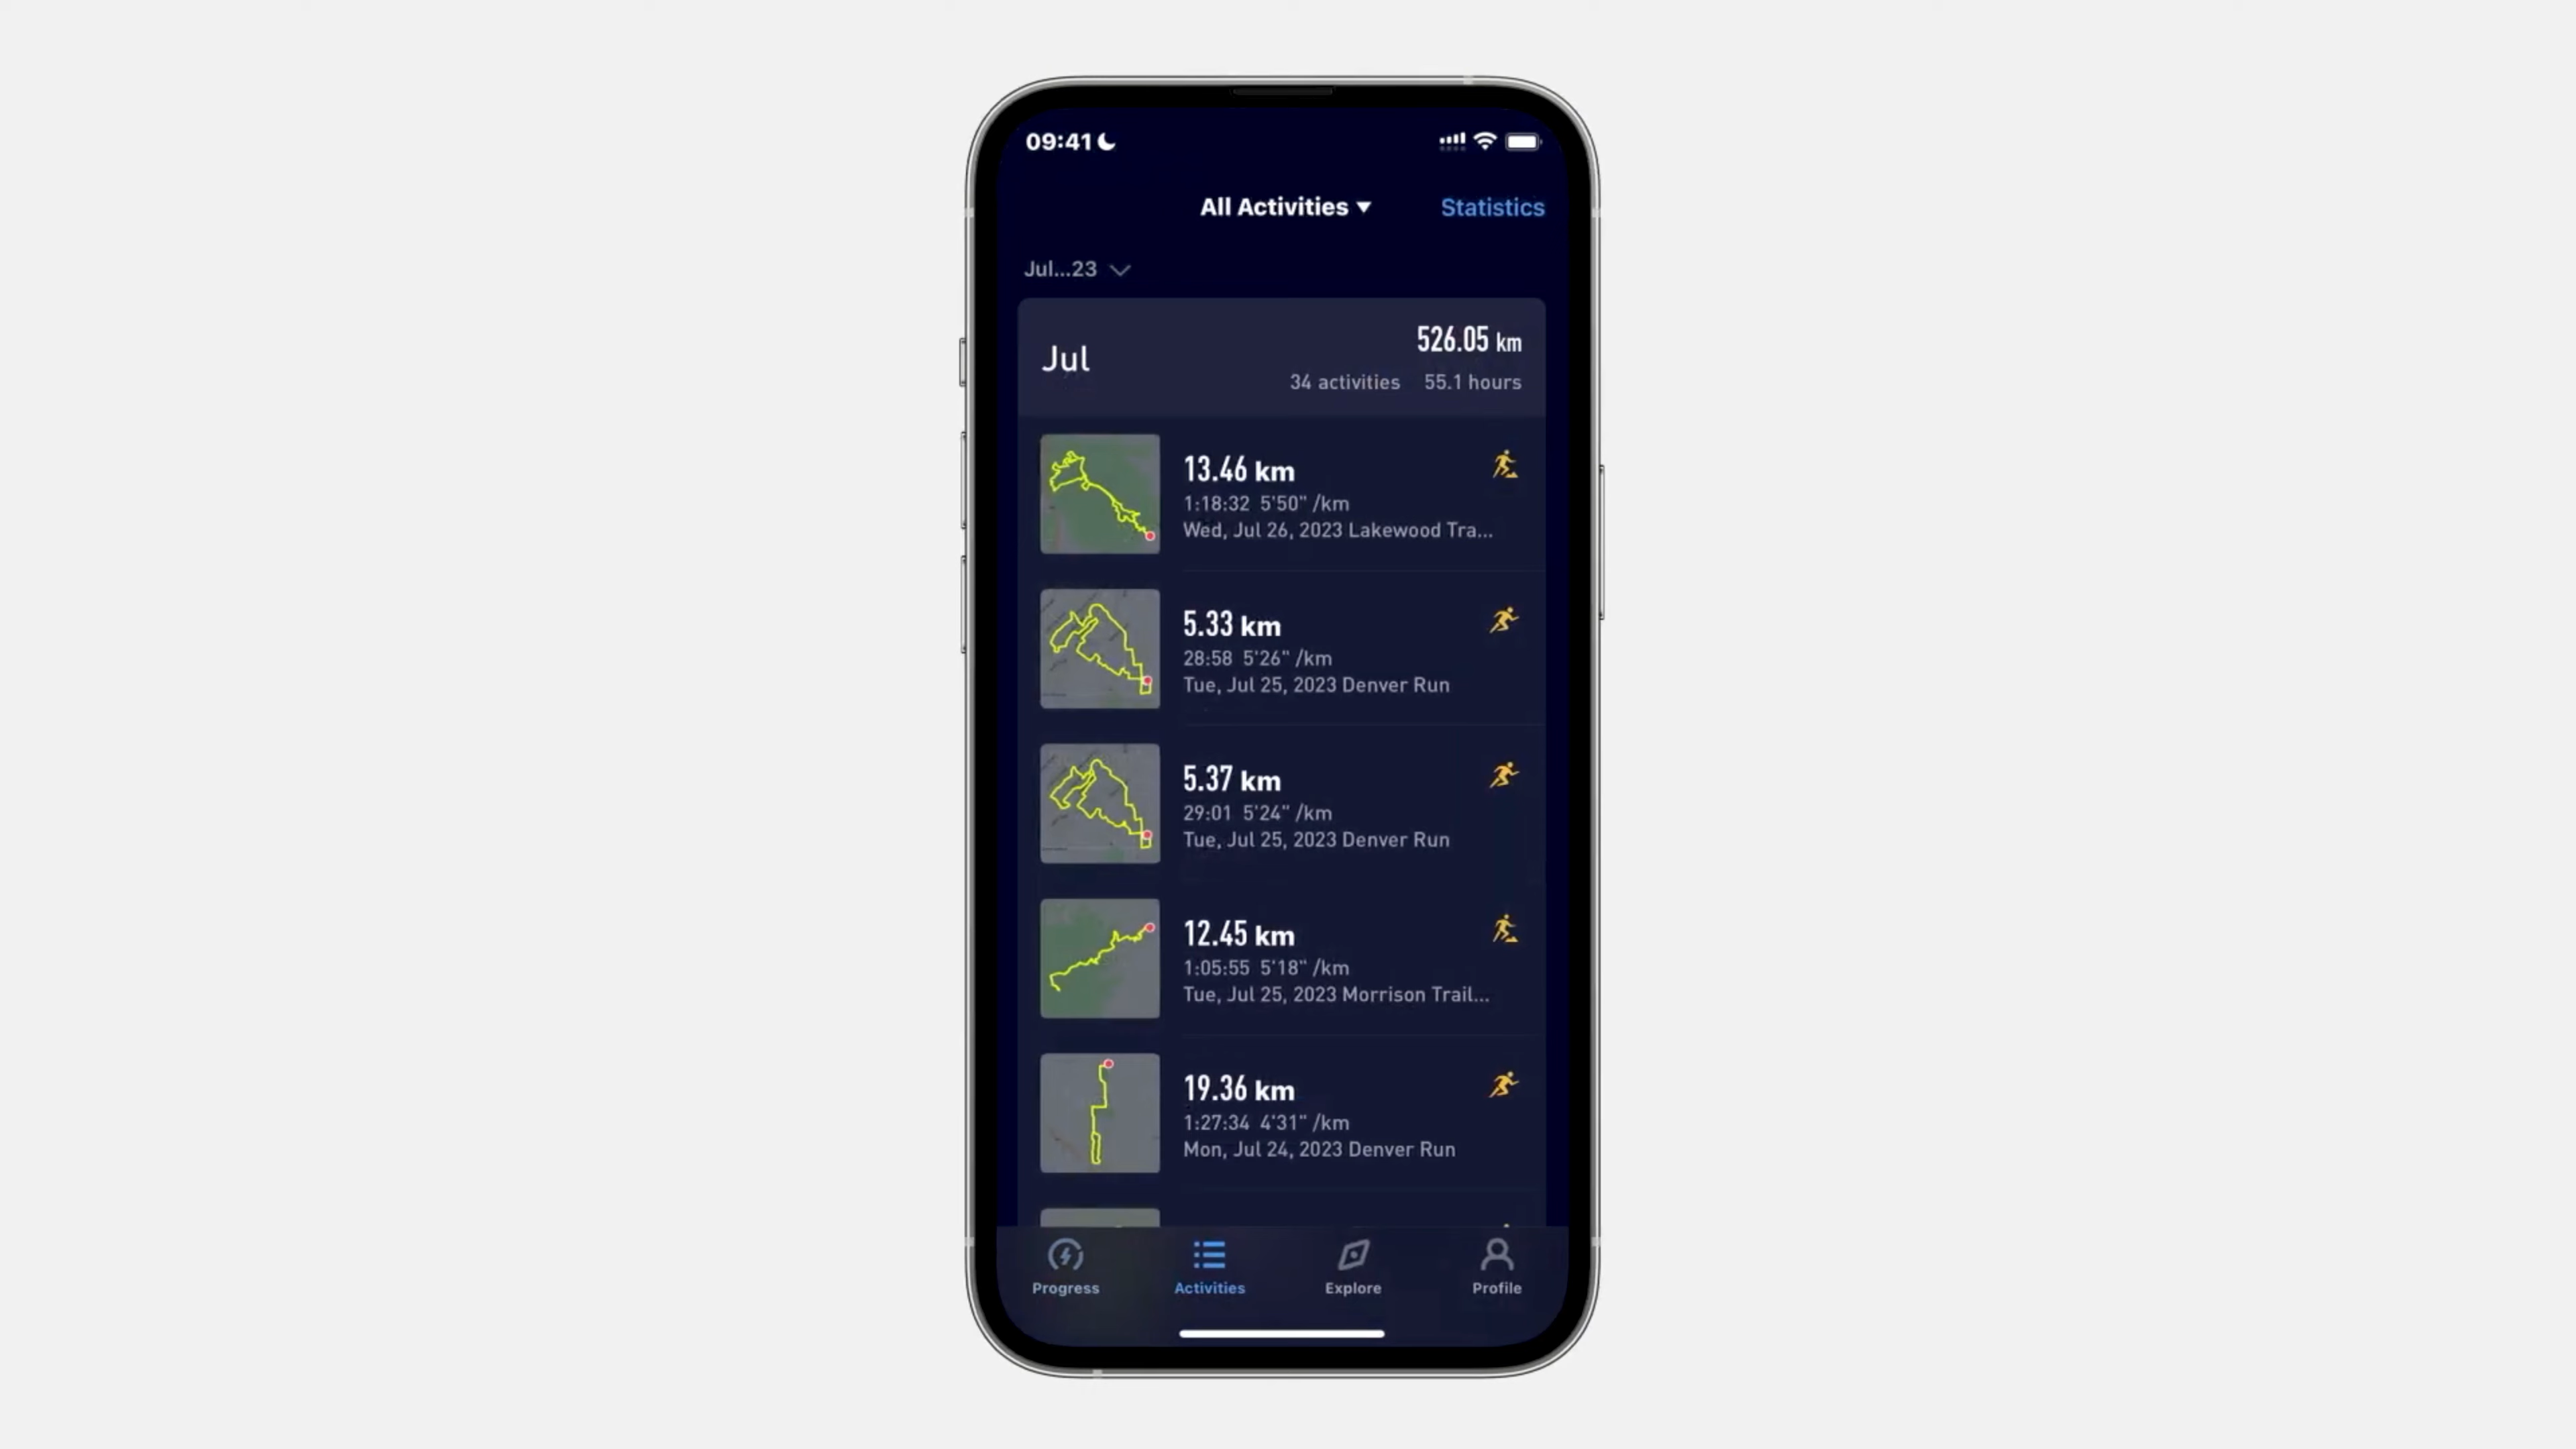 09:41
All Activities Statistics
Jul...23
Jul
526.05 km
34 activities 55.1 hours
13.46 km
1:18:32 5'50" /km
Wed, Jul 26, 2023 Lakewood Tra...
5.33 km
28:58 5'26" /km
Tue, Jul 25, 2023 Denver Run
5.37 km
29:01 5'24" /km
Tue, Jul 25, 2023 Denver Run
12.45 km
1:05:55 5'18" /km
Tue, Jul 25, 2023 Morrison Trail...
19.36 km
1:27:34 4'31" /km
Mon, Jul 24, 2023 Denver Run
Progress Activities Explore Profile